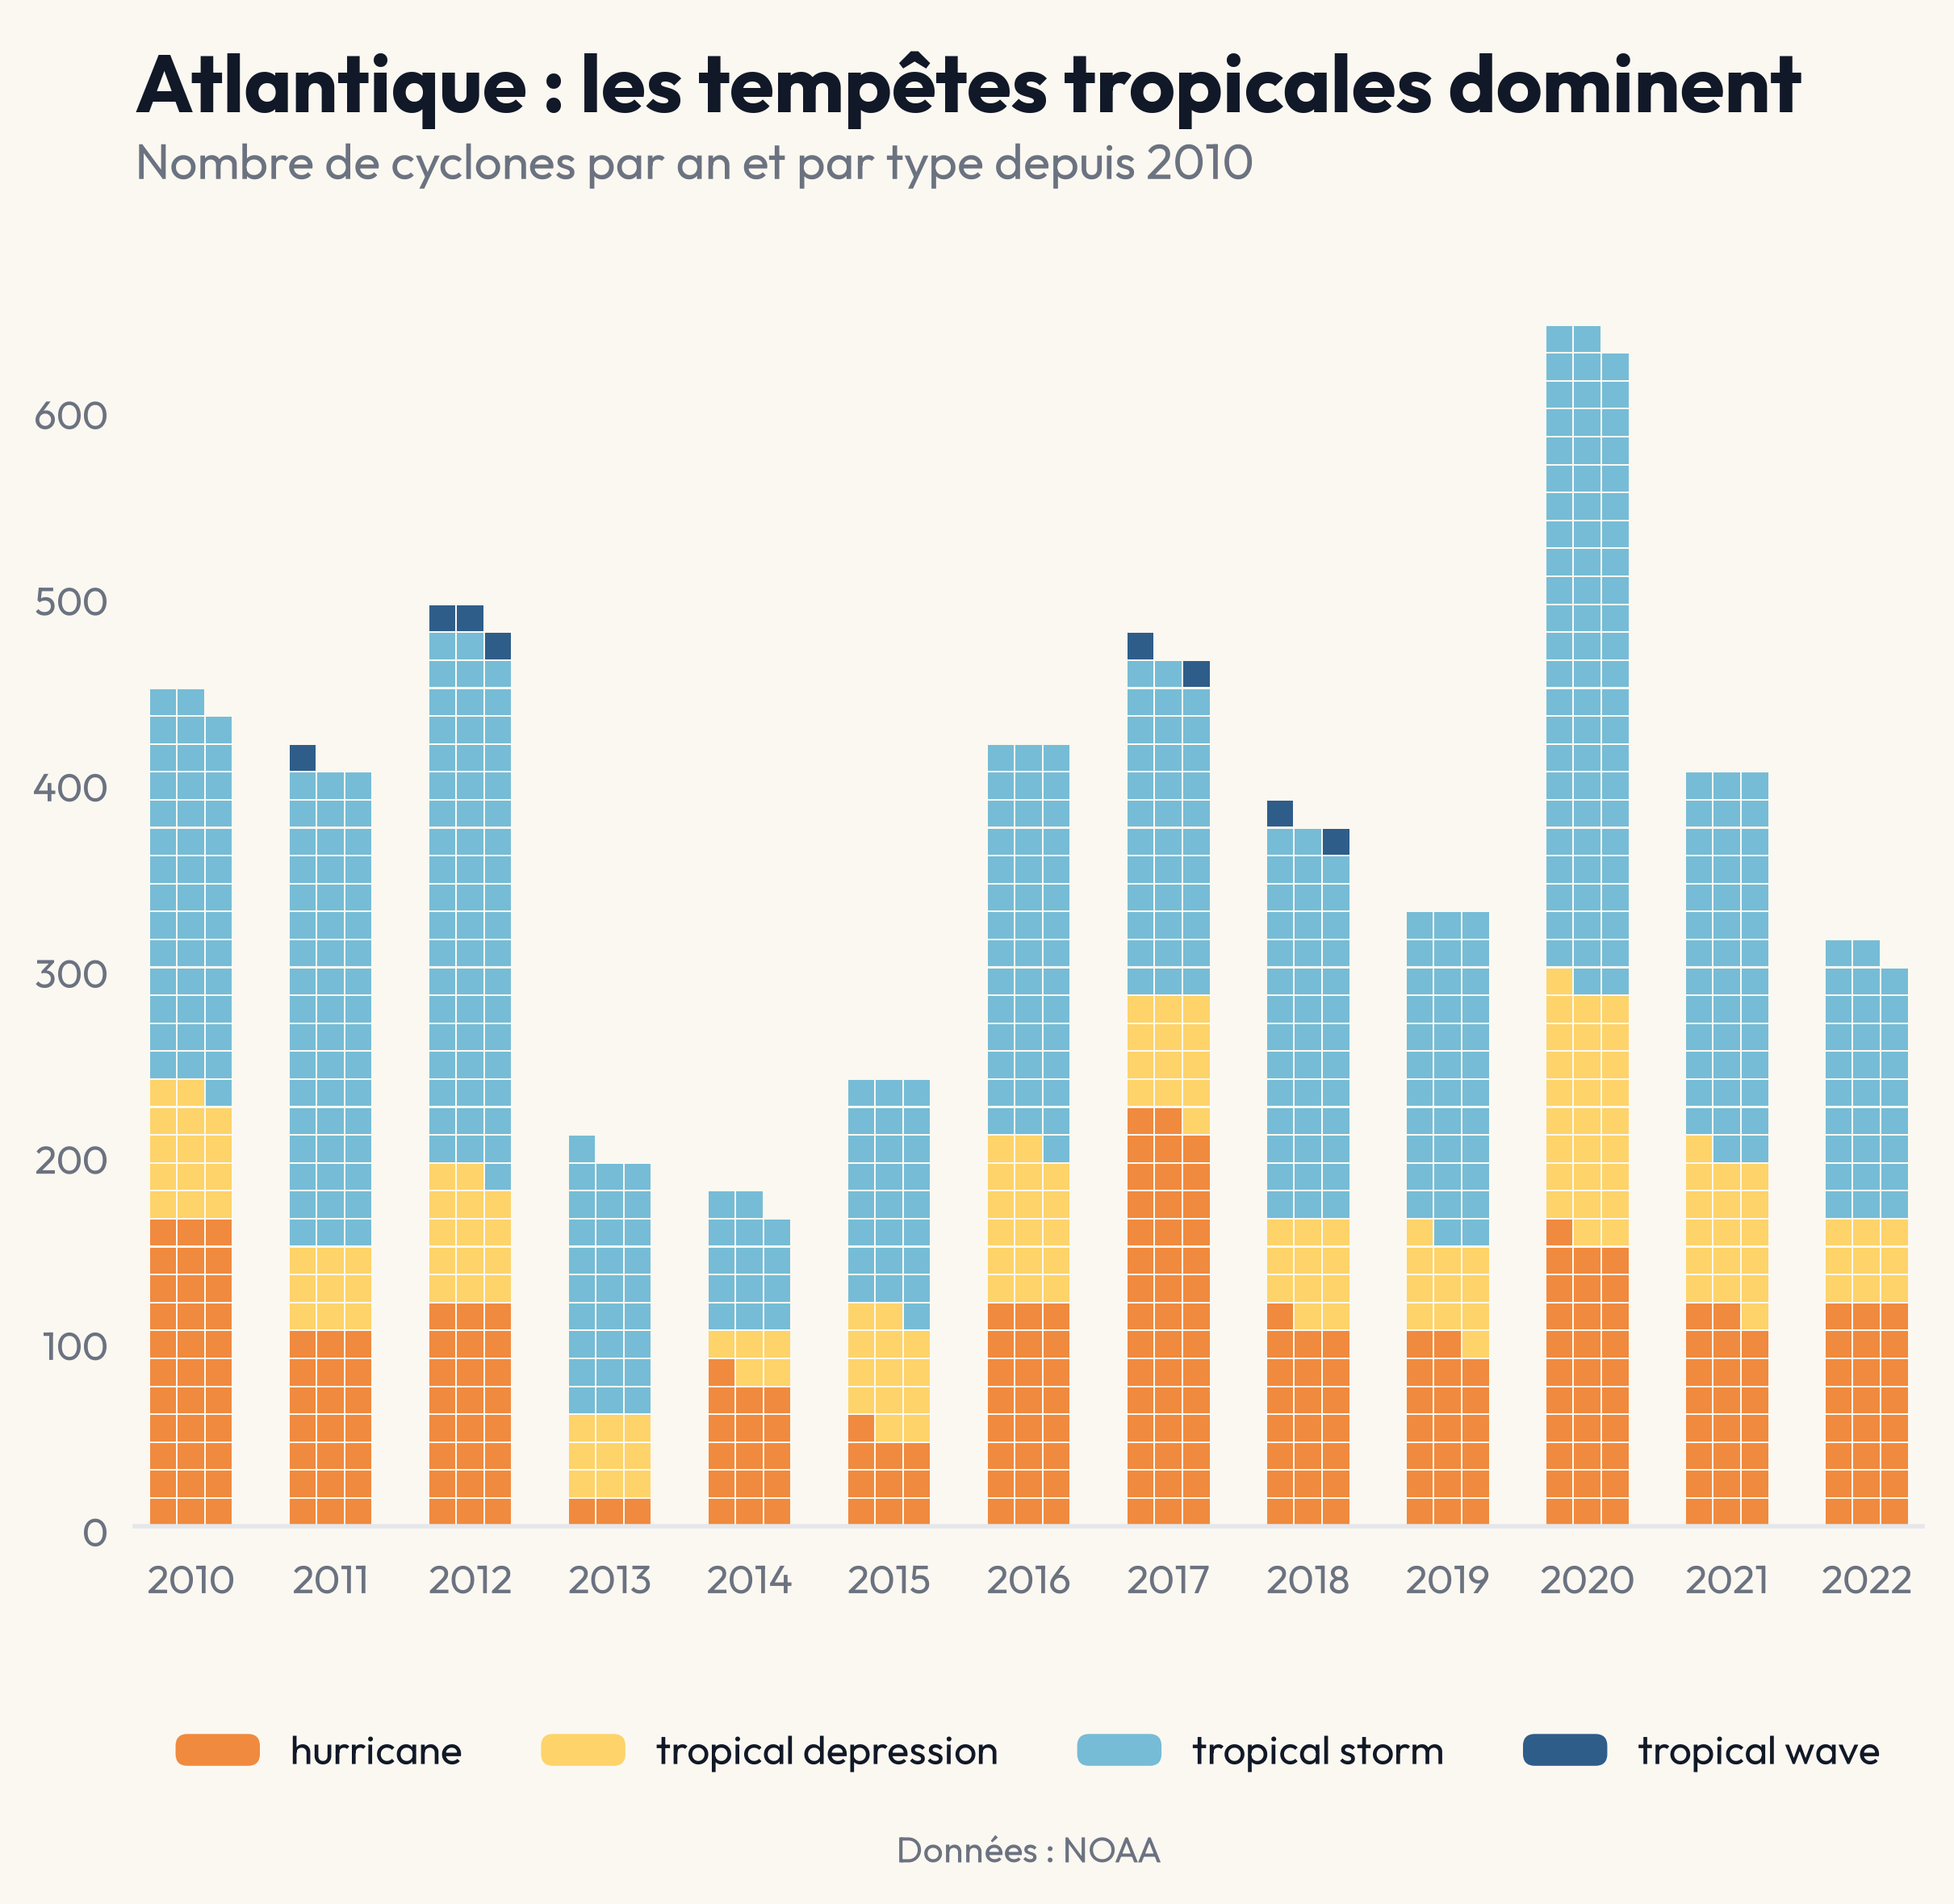 Atlantique : les tempêtes tropicales dominent
Nombre de cyclones par an et par type depuis 2010
600
500
400
300
200
100
0
2010 2011 2012 2013 2014 2015 2016 2017 2018 2019 2020 2021 2022
hurricane tropical depression tropical storm tropical wave
Données : NOAA